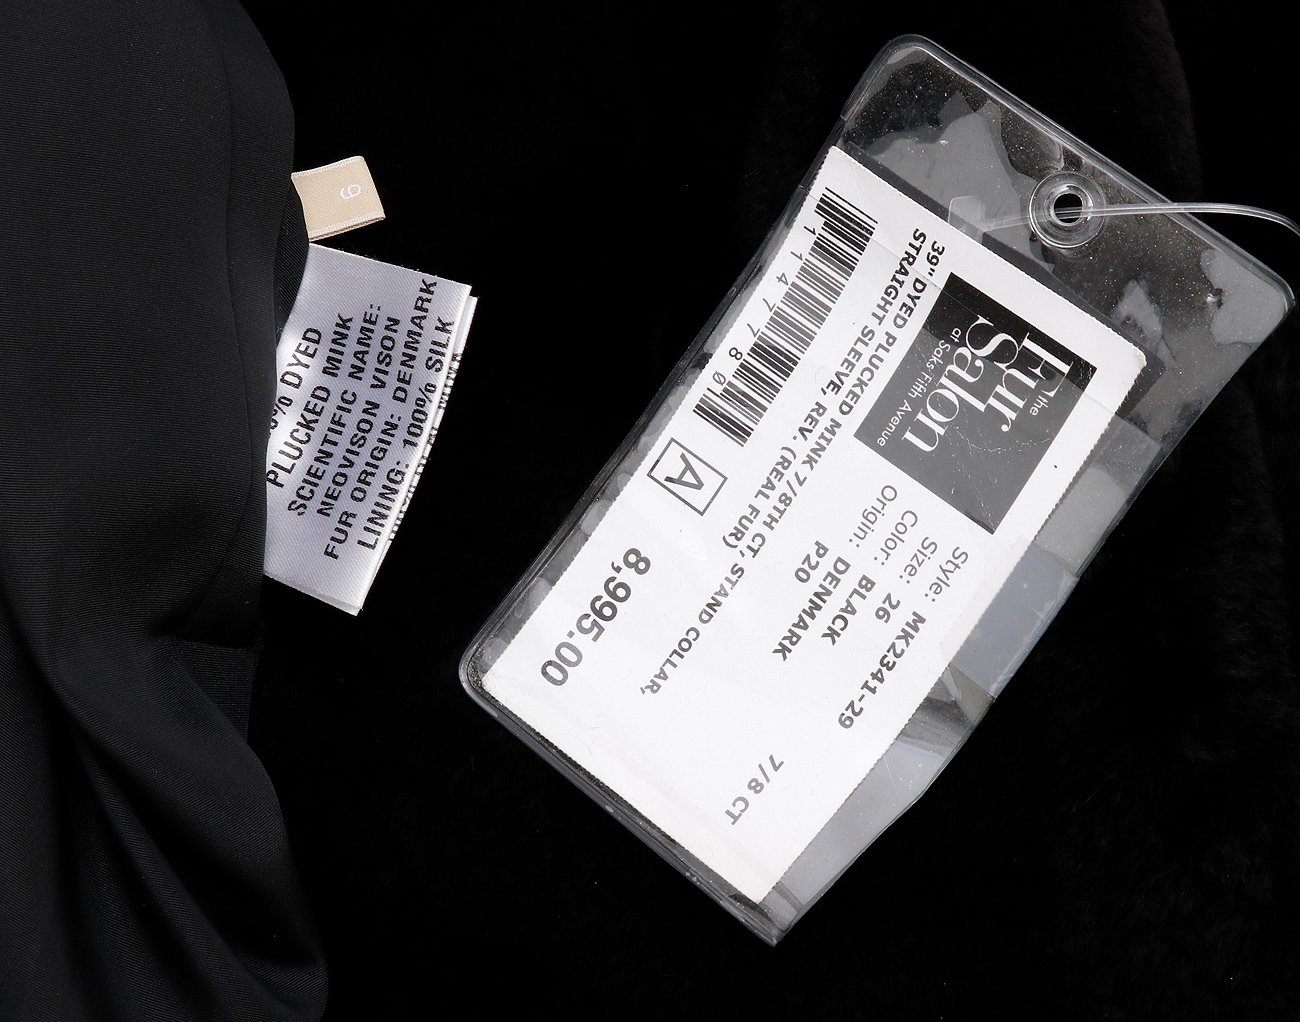 6
% DYED
PLUCKED MINK
SCIENTIFIC NAME:
NEOVISON VISON
FUR ORIGIN: DENMARK
LINING: 100% SILK
the
Fur
Salon
at Saks Fifth Avenue
Style: MK2341-29
Size: 26
Color: BLACK
Origin: DENMARK
P20
7/8 CT
39" DYED PLUCKED MINK 7/8TH CT, STAND COLLAR,
STRAIGHT SLEEVE, REV. (REAL FUR)
1147780
A
8,995.00